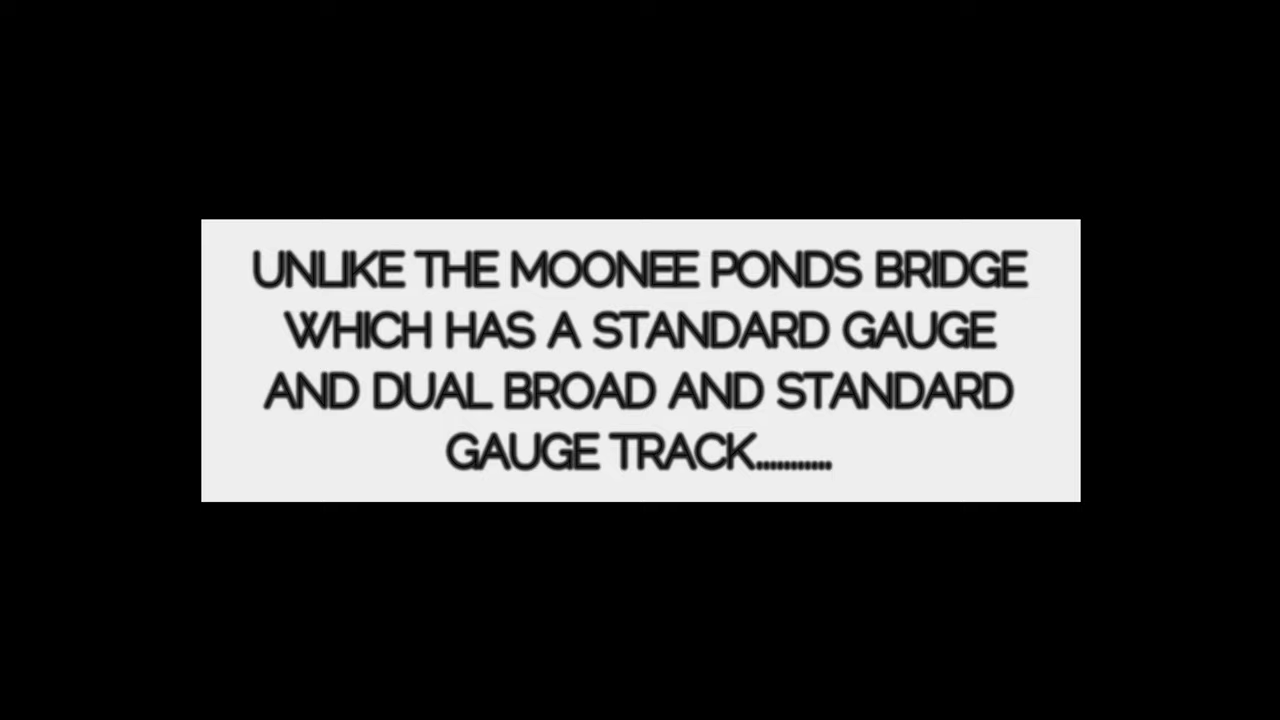 UNLIKE THE MOONEE PONDS BRIDGE
WHICH HAS A STANDARD GAUGE
AND DUAL BROAD AND STANDARD
GAUGE TRACK...........